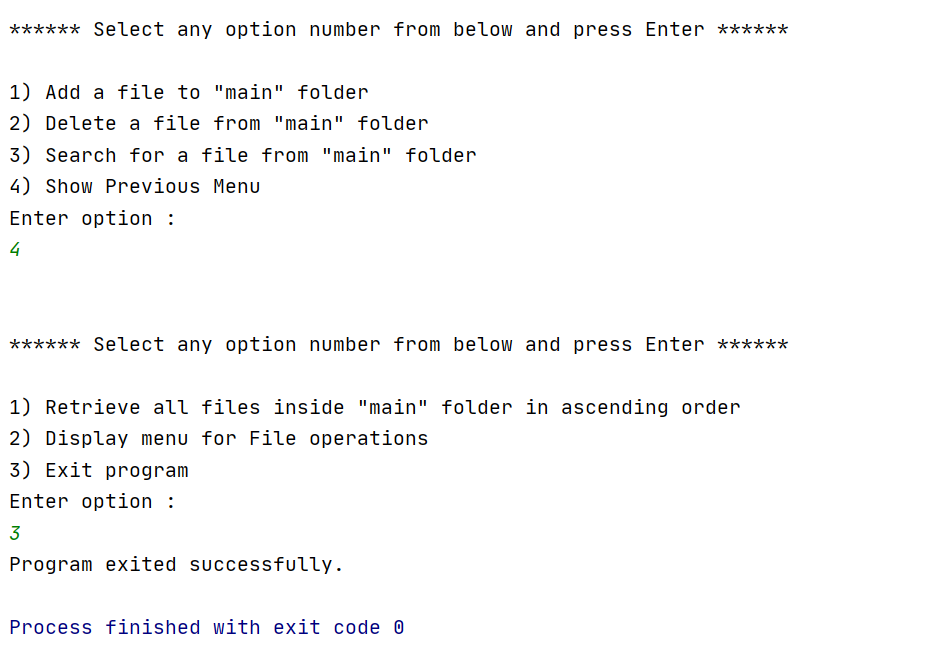 ****** Select any option number from below and press Enter ******
1) Add a file to "main" folder
2) Delete a file from "main" folder
3) Search for a file from "main" folder
4) Show Previous Menu
Enter option :
4
****** Select any option number from below and press Enter ******
1) Retrieve all files inside "main" folder in ascending order
2) Display menu for File operations
3) Exit program
Enter option :
3
Program exited successfully.
Process finished with exit code 0